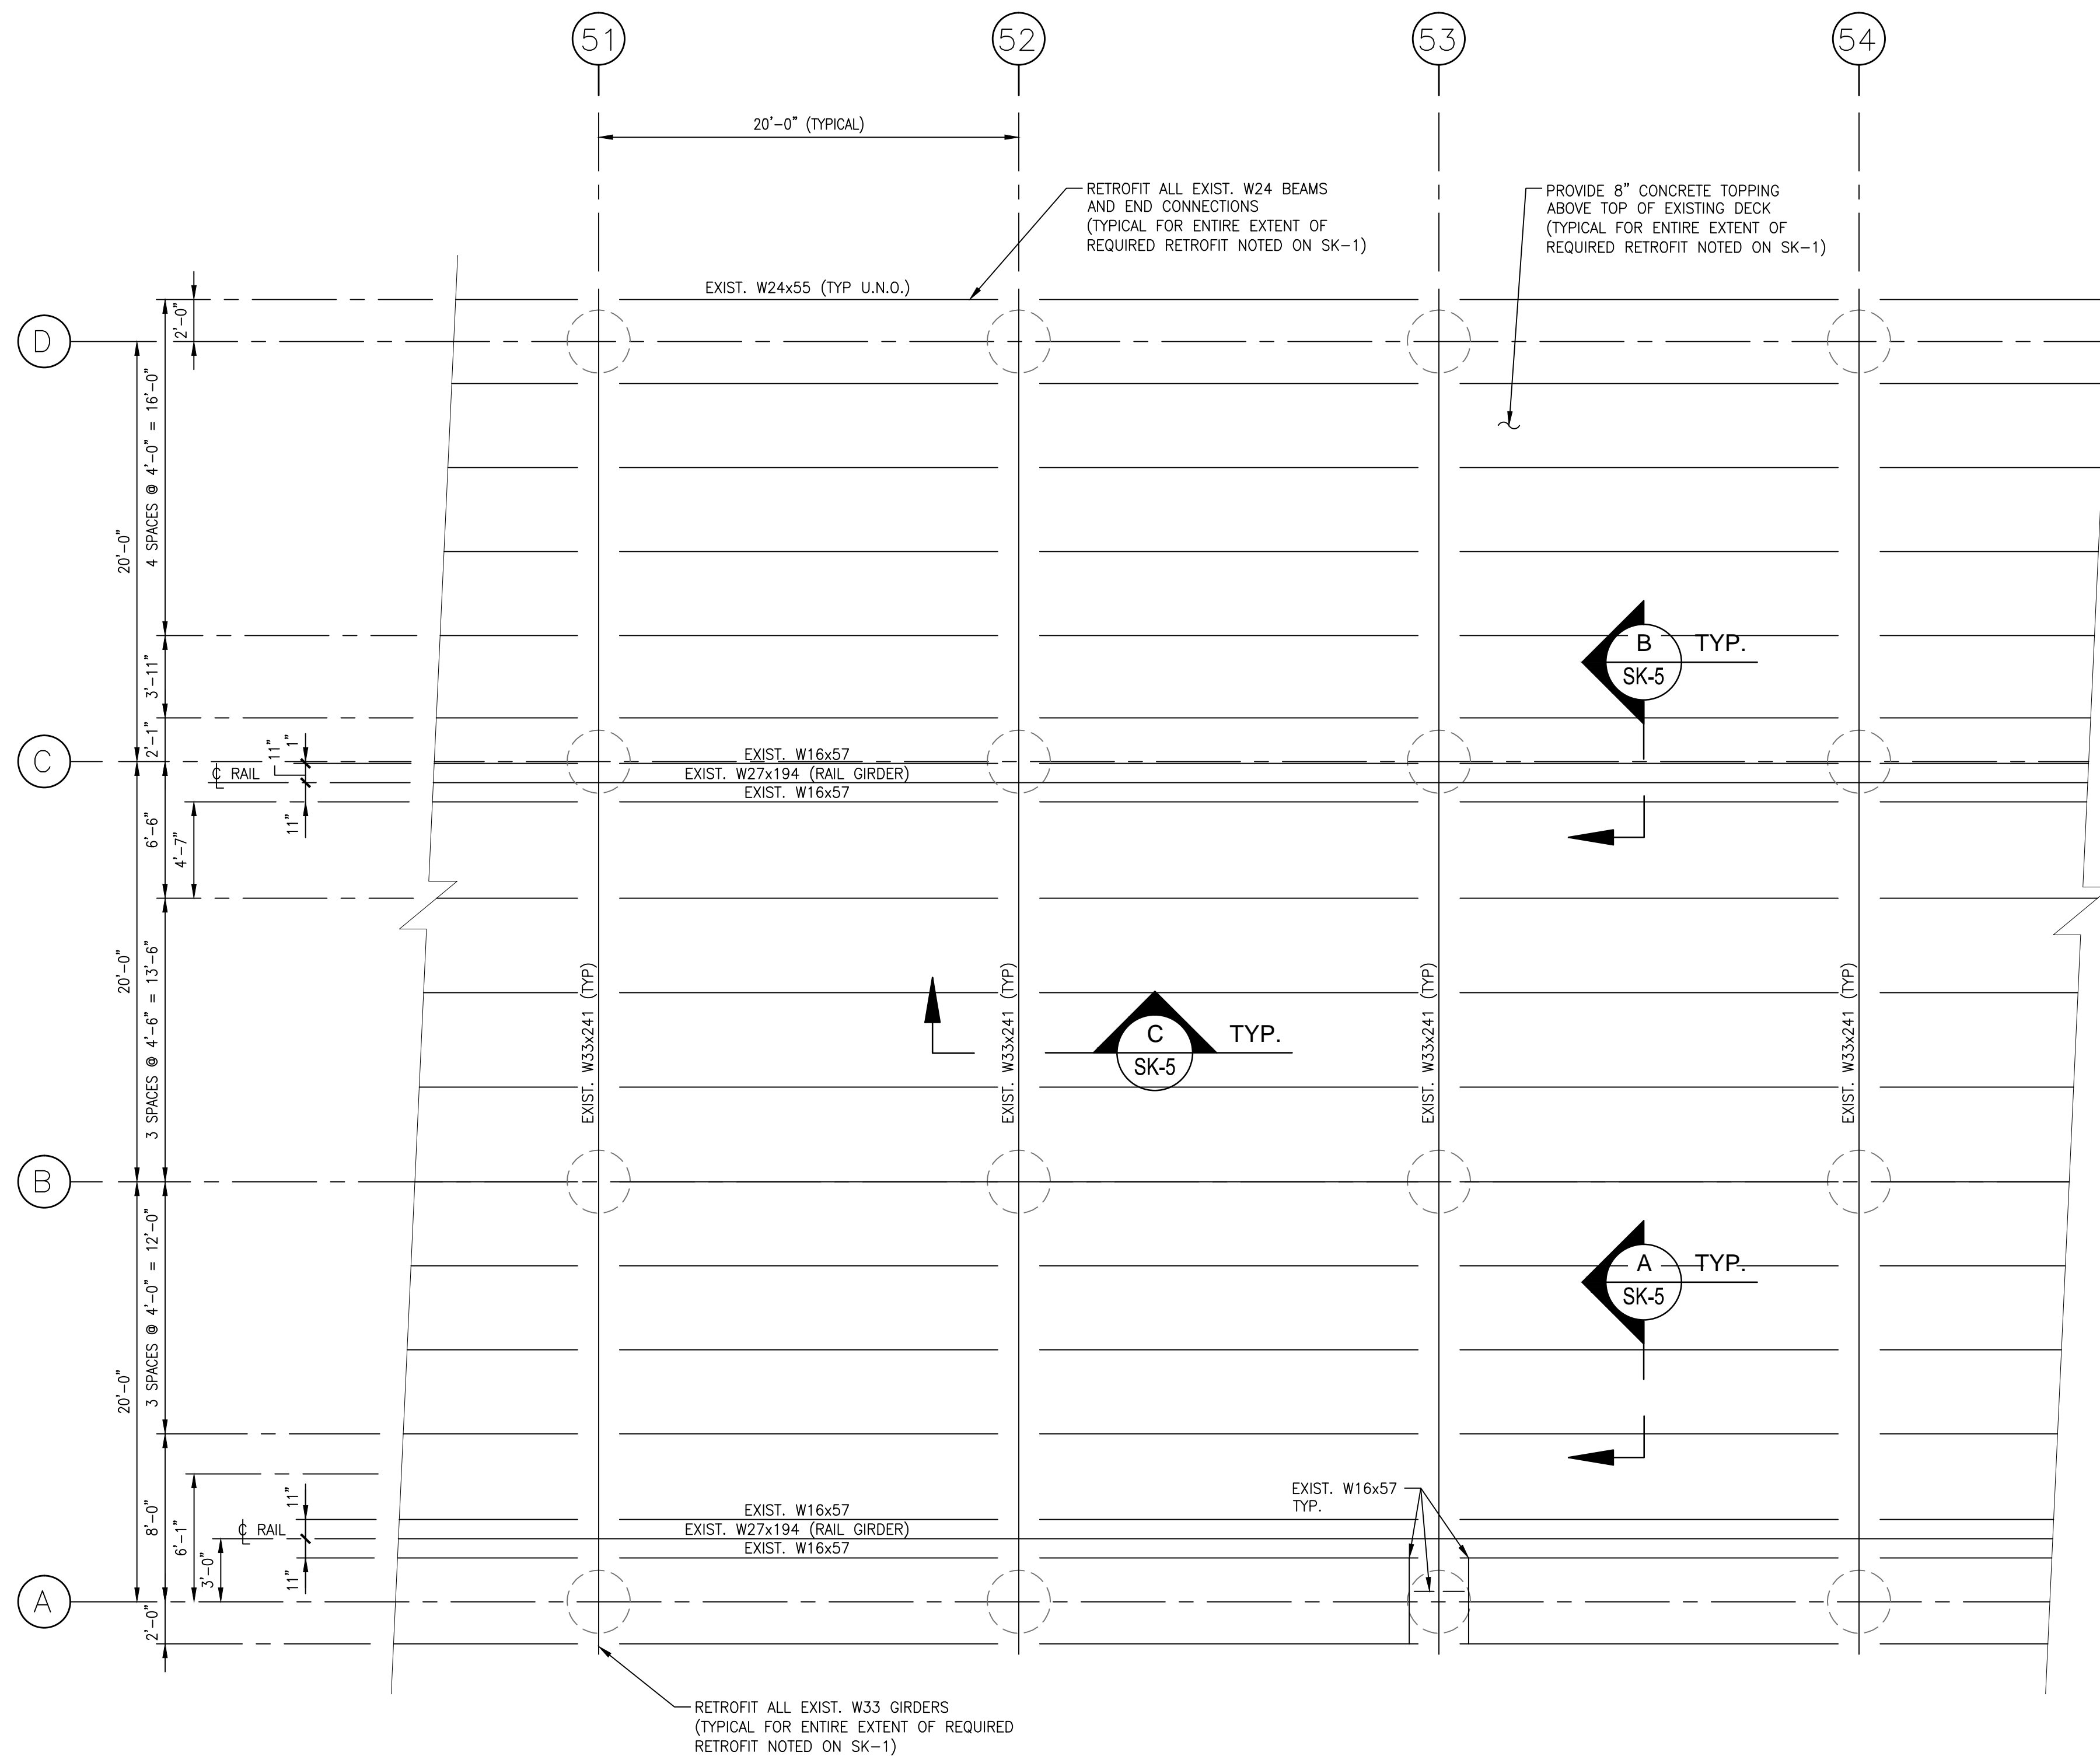 51
52
53
54
20'-0" (TYPICAL)
RETROFIT ALL EXIST. W24 BEAMS
AND END CONNECTIONS
(TYPICAL FOR ENTIRE EXTENT OF
REQUIRED RETROFIT NOTED ON SK-1)
PROVIDE 8" CONCRETE TOPPING
ABOVE TOP OF EXISTING DECK
(TYPICAL FOR ENTIRE EXTENT OF
REQUIRED RETROFIT NOTED ON SK-1)
EXIST. W24x55 (TYP U.N.O.)
D
2'-0"
4 SPACES @ 4'-0" = 16'-0"
20'-0"
B
SK-5
TYP.
3'-11"
2'-1"
C
11"
1"
℄ RAIL
EXIST. W16x57
EXIST. W27x194 (RAIL GIRDER)
EXIST. W16x57
11"
6'-6"
4'-7"
20'-0"
3 SPACES @ 4'-6" = 13'-6"
EXIST. W33x241 (TYP)
EXIST. W33x241 (TYP)
EXIST. W33x241 (TYP)
EXIST. W33x241 (TYP)
C
SK-5
TYP.
B
20'-0"
3 SPACES @ 4'-0" = 12'-0"
A
SK-5
TYP.
8'-0"
6'-1"
3'-0"
11"
℄ RAIL
11"
EXIST. W16x57
EXIST. W27x194 (RAIL GIRDER)
EXIST. W16x57
EXIST. W16x57
TYP.
A
2'-0"
RETROFIT ALL EXIST. W33 GIRDERS
(TYPICAL FOR ENTIRE EXTENT OF REQUIRED
RETROFIT NOTED ON SK-1)